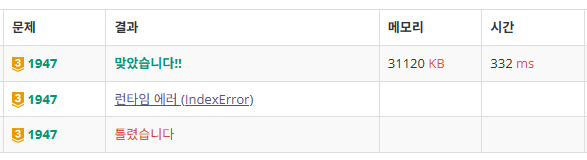 문제 결과 메모리 시간
3 1947 맞았습니다!! 31120 KB 332 ms
3 1947 런타임 에러 (IndexError)
3 1947 틀렸습니다